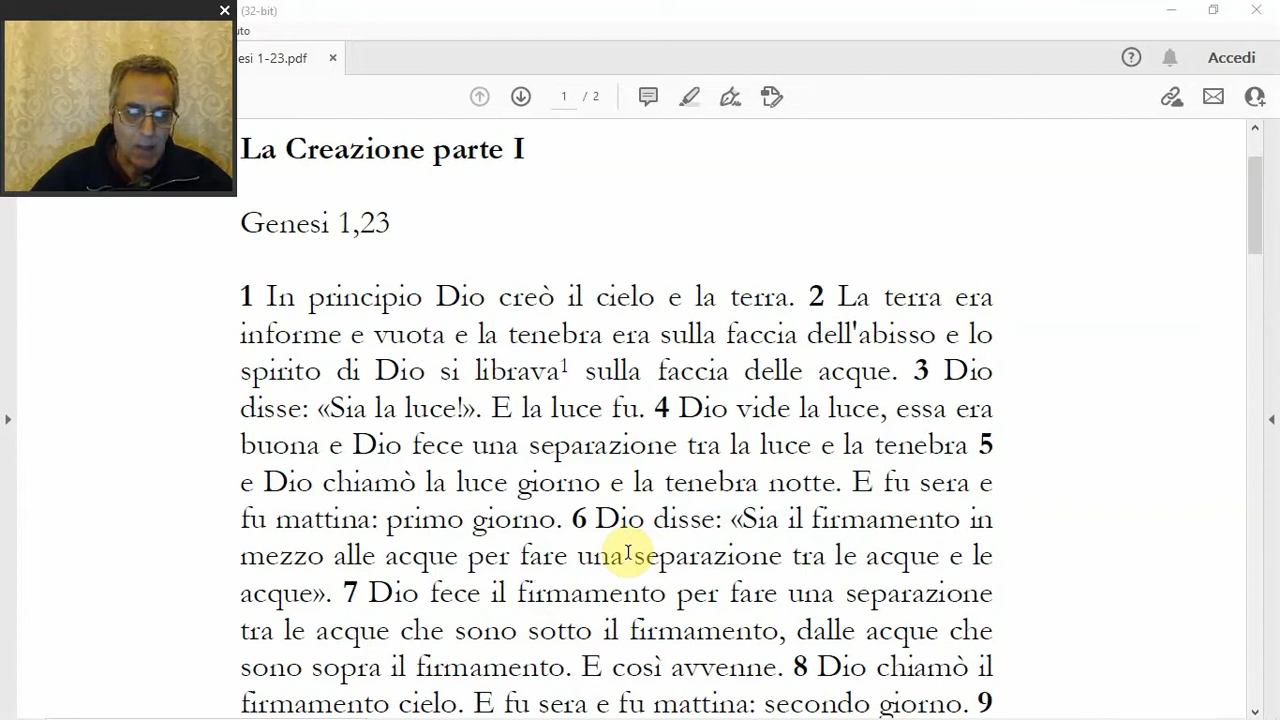 (32-bit)
uto
esi 1-23.pdf
Accedi
1 / 2
La Creazione parte I
Genesi 1,23
1 In principio Dio creò il cielo e la terra. 2 La terra era
informe e vuota e la tenebra era sulla faccia dell'abisso e lo
spirito di Dio si librava¹ sulla faccia delle acque. 3 Dio
disse: «Sia la luce!». E la luce fu. 4 Dio vide la luce, essa era
buona e Dio fece una separazione tra la luce e la tenebra 5
e Dio chiamò la luce giorno e la tenebra notte. E fu sera e
fu mattina: primo giorno. 6 Dio disse: «Sia il firmamento in
mezzo alle acque per fare una separazione tra le acque e le
acque». 7 Dio fece il firmamento per fare una separazione
tra le acque che sono sotto il firmamento, dalle acque che
sono sopra il firmamento. E così avvenne. 8 Dio chiamò il
firmamento cielo. E fu sera e fu mattina: secondo giorno. 9